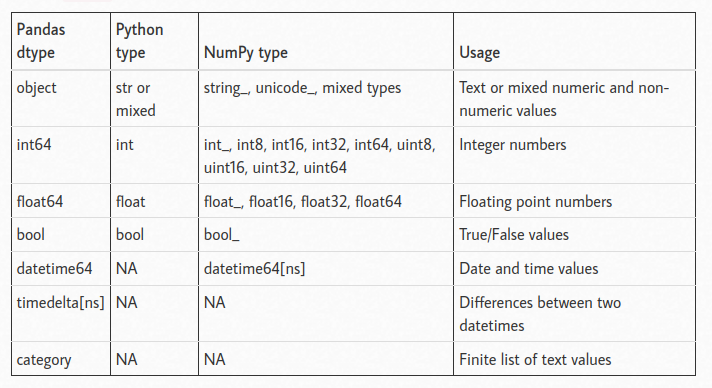 Pandas dtype Python type NumPy type Usage
object str or mixed string_, unicode_, mixed types Text or mixed numeric and non-numeric values
int64 int int_, int8, int16, int32, int64, uint8, uint16, uint32, uint64 Integer numbers
float64 float float_, float16, float32, float64 Floating point numbers
bool bool bool_ True/False values
datetime64 NA datetime64[ns] Date and time values
timedelta[ns] NA NA Differences between two datetimes
category NA NA Finite list of text values